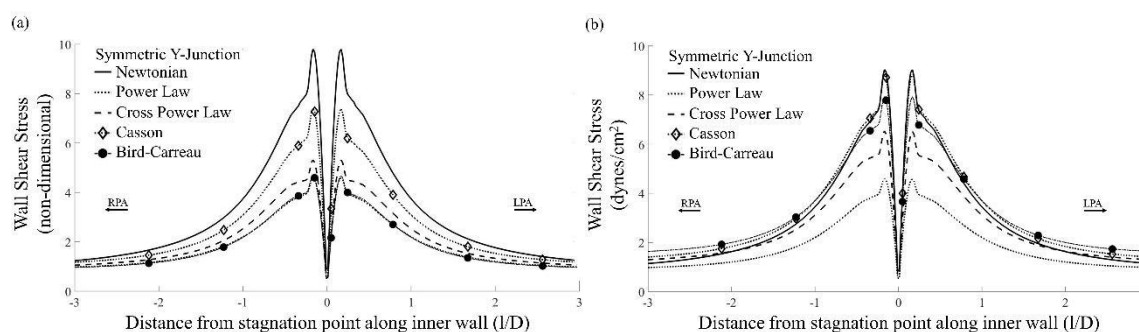 (a)
10
8
6
4
2
0
Wall Shear Stress
(non-dimensional)
Symmetric Y-Junction
Newtonian
Power Law
Cross Power Law
Casson
Bird-Carreau
RPA
LPA
-3
-2
-1
0
1
2
3
Distance from stagnation point along inner wall (l/D)
(b)
10
8
6
4
2
0
Wall Shear Stress
(dynes/cm²)
Symmetric Y-Junction
Newtonian
Power Law
Cross Power Law
Casson
Bird-Carreau
RPA
LPA
-3
-2
-1
0
1
2
Distance from stagnation point along inner wall (l/D)